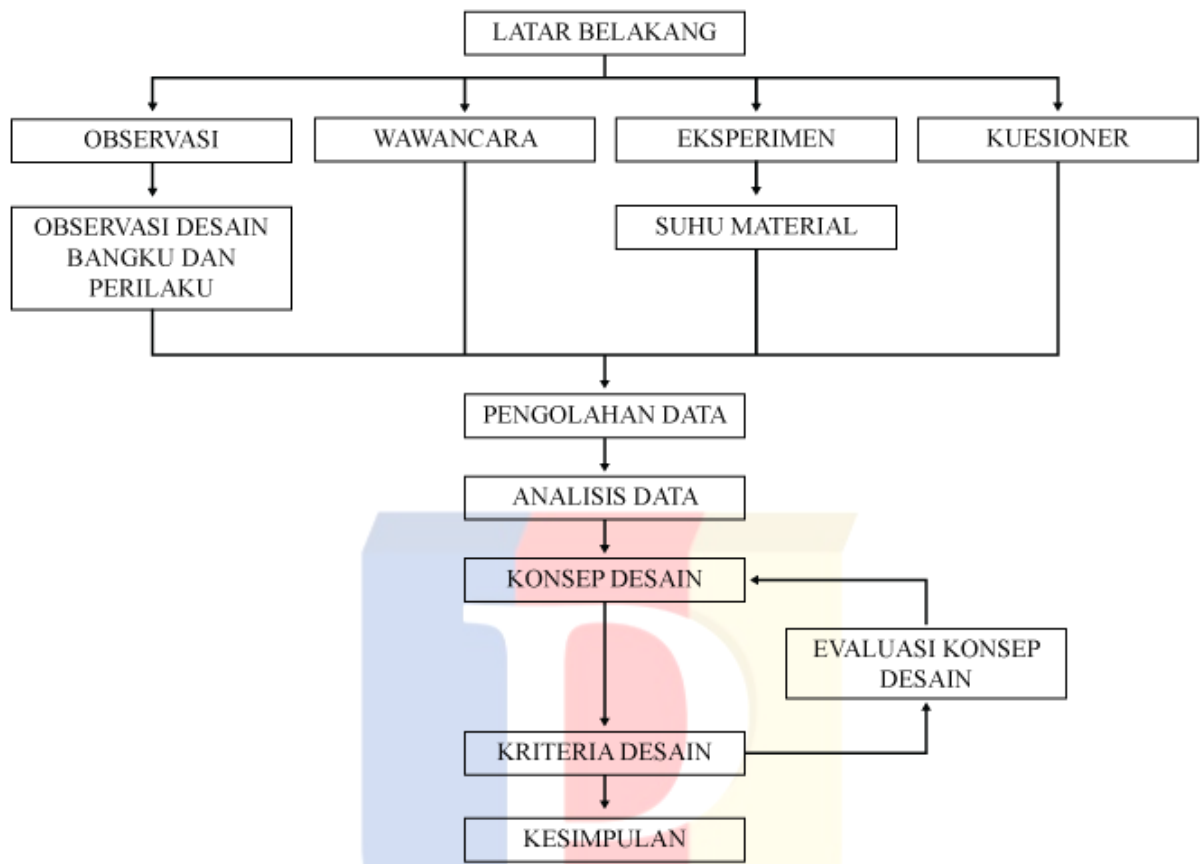 LATAR BELAKANG
OBSERVASI
WAWANCARA
EKSPERIMEN
KUESIONER
OBSERVASI DESAIN
BANGKU DAN
PERILAKU
SUHU MATERIAL
PENGOLAHAN DATA
ANALISIS DATA
KONSEP DESAIN
EVALUASI KONSEP
DESAIN
KRITERIA DESAIN
KESIMPULAN